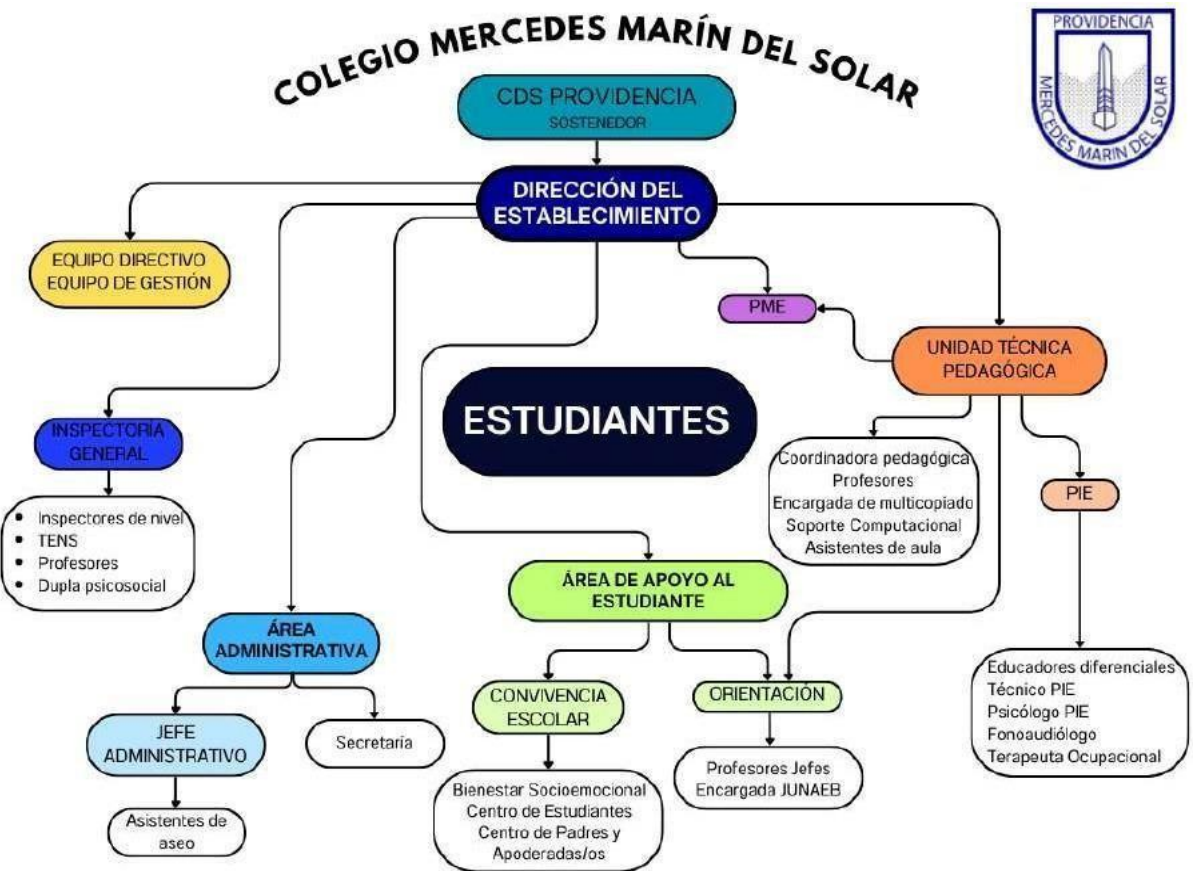 COLEGIO MERCEDES MARÍN DEL SOLAR
PROVIDENCIA
MERCEDES MARIN DEL SOLAR
CDS PROVIDENCIA
SOSTENEDOR
DIRECCIÓN DEL
ESTABLECIMIENTO
EQUIPO DIRECTIVO
EQUIPO DE GESTIÓN
PME
UNIDAD TÉCNICA
PEDAGÓGICA
ESTUDIANTES
INSPECTORÍA
GENERAL
• Inspectores de nivel
• TENS
• Profesores
• Dupla psicosocial
Coordinadora pedagógica
Profesores
Encargada de multicopiado
Soporte Computacional
Asistentes de aula
PIE
ÁREA DE APOYO AL
ESTUDIANTE
ÁREA
ADMINISTRATIVA
Educadores diferenciales
Técnico PIE
Psicólogo PIE
Fonoaudiólogo
Terapeuta Ocupacional
CONVIVENCIA
ESCOLAR
ORIENTACIÓN
JEFE
ADMINISTRATIVO
Secretaría
Profesores Jefes
Encargada JUNAEB
Bienestar Socioemocional
Centro de Estudiantes
Centro de Padres y
Apoderadas/os
Asistentes de
aseo